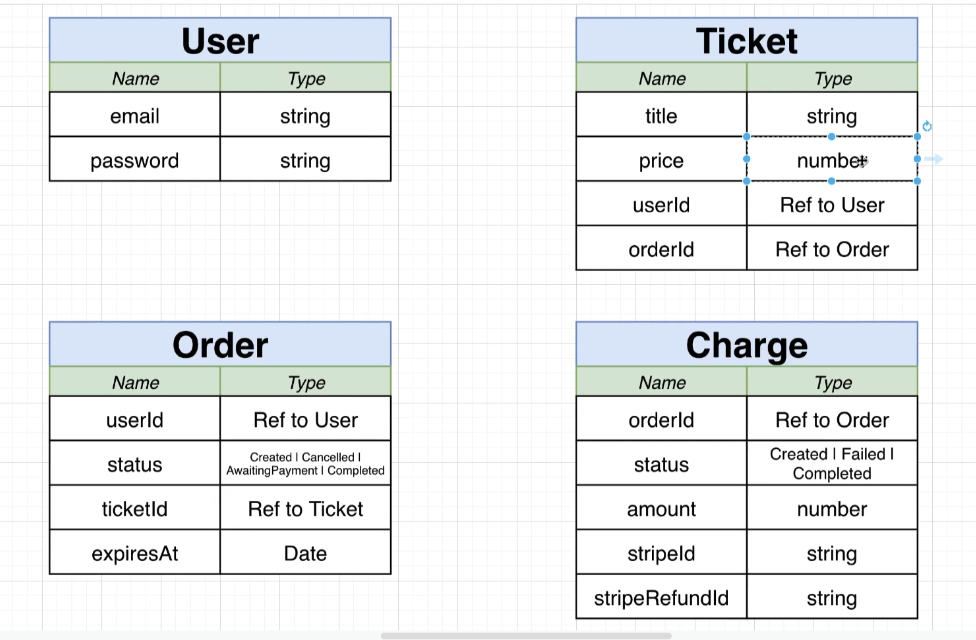 User
Name Type
email string
password string
Ticket
Name Type
title string
price number
userId Ref to User
orderId Ref to Order
Order
Name Type
userId Ref to User
status Created | Cancelled |
AwaitingPayment | Completed
ticketId Ref to Ticket
expiresAt Date
Charge
Name Type
orderId Ref to Order
status Created | Failed |
Completed
amount number
stripeId string
stripeRefundId string